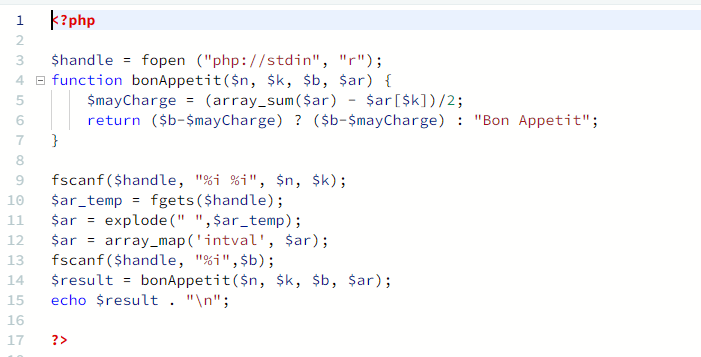 1 <?php
2
3 $handle = fopen ("php://stdin", "r");
4 function bonAppetit($n, $k, $b, $ar) {
5     $mayCharge = (array_sum($ar) - $ar[$k])/2;
6     return ($b-$mayCharge) ? ($b-$mayCharge) : "Bon Appetit";
7 }
8
9 fscanf($handle, "%i %i", $n, $k);
10 $ar_temp = fgets($handle);
11 $ar = explode(" ",$ar_temp);
12 $ar = array_map('intval', $ar);
13 fscanf($handle, "%i",$b);
14 $result = bonAppetit($n, $k, $b, $ar);
15 echo $result . "\n";
16
17 ?>